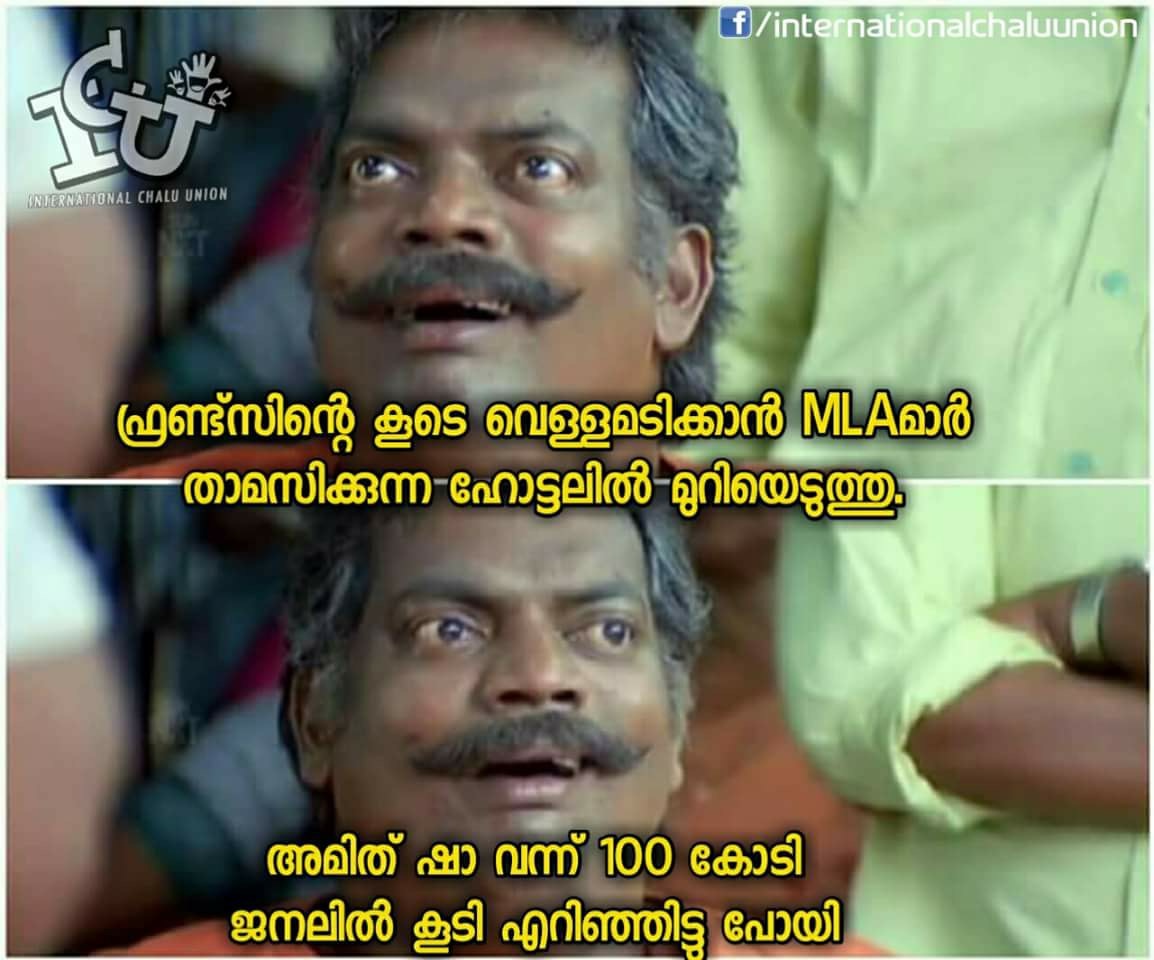 f/internationalchaluunion
ICU
INTERNATIONAL CHALU UNION
ഫ്രണ്ട്സിന്റെ കൂടെ വെള്ളമടിക്കാൻ MLAമാർ
താമസിക്കുന്ന ഹോട്ടലിൽ മുറിയെടുത്തു.
അമിത് ഷാ വന്ന് 100 കോടി
ജനലിൽ കൂടി എറിഞ്ഞിട്ടു പോയി